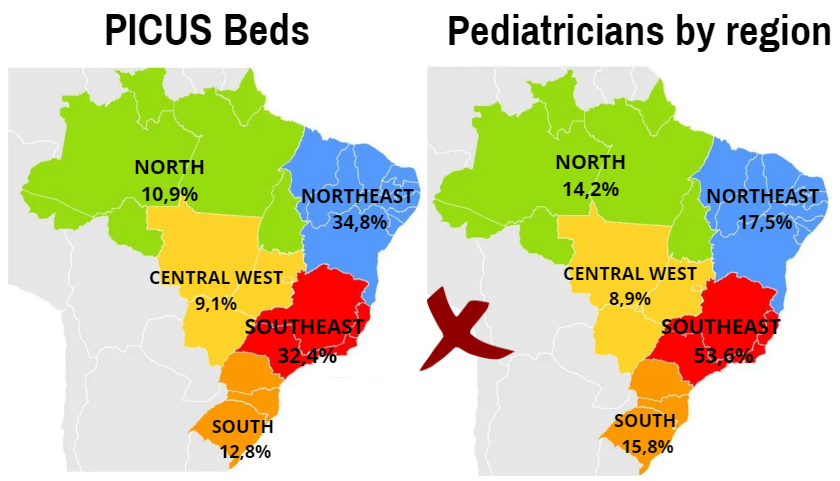 PICUS Beds
NORTH
10,9%
NORTHEAST
34,8%
CENTRAL WEST
9,1%
SOUTHEAST
32,4%
SOUTH
12,8%
Pediatricians by region
NORTH
14,2%
NORTHEAST
17,5%
CENTRAL WEST
8,9%
SOUTHEAST
53,6%
SOUTH
15,8%